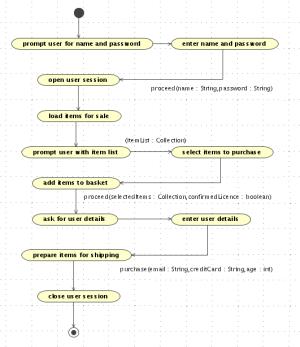 prompt user for name and password
enter name and password
open user session
proceed(name : String,password : String)
load items for sale
(itemList : Collection)
prompt user with item list
select items to purchase
add items to basket
proceed(selectedItems : Collection,confirmedLicence : boolean)
ask for user details
enter user details
prepare items for shipping
purchase(email : String,creditCard : String,age : int)
close user session